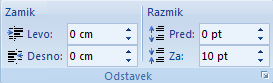 Zamik Razmik
Levo: 0 cm Pred: 0 pt
Desno: 0 cm Za: 10 pt
Odstavek